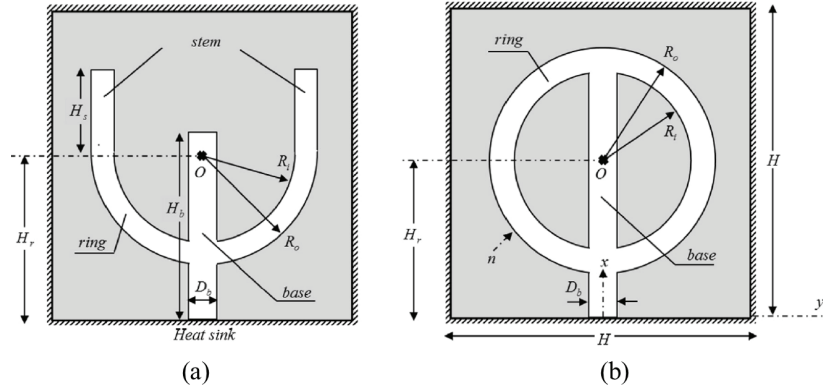 stem
H_s
O
R_i
H_b
R_o
H_r
ring
D_b
base
Heat sink
(a)
ring
R_o
R_i
O
H
H_r
n
x
base
D_b
y
H
(b)